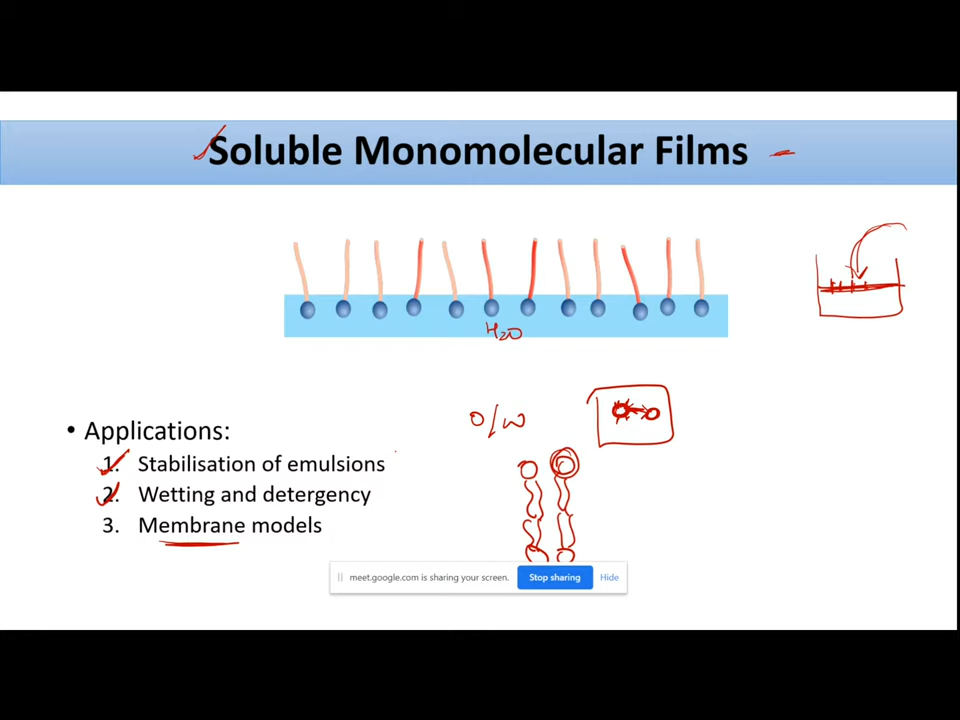 Soluble Monomolecular Films
H₂O
• Applications:
O/W
1. Stabilisation of emulsions
2. Wetting and detergency
3. Membrane models
meet.google.com is sharing your screen. Stop sharing Hide